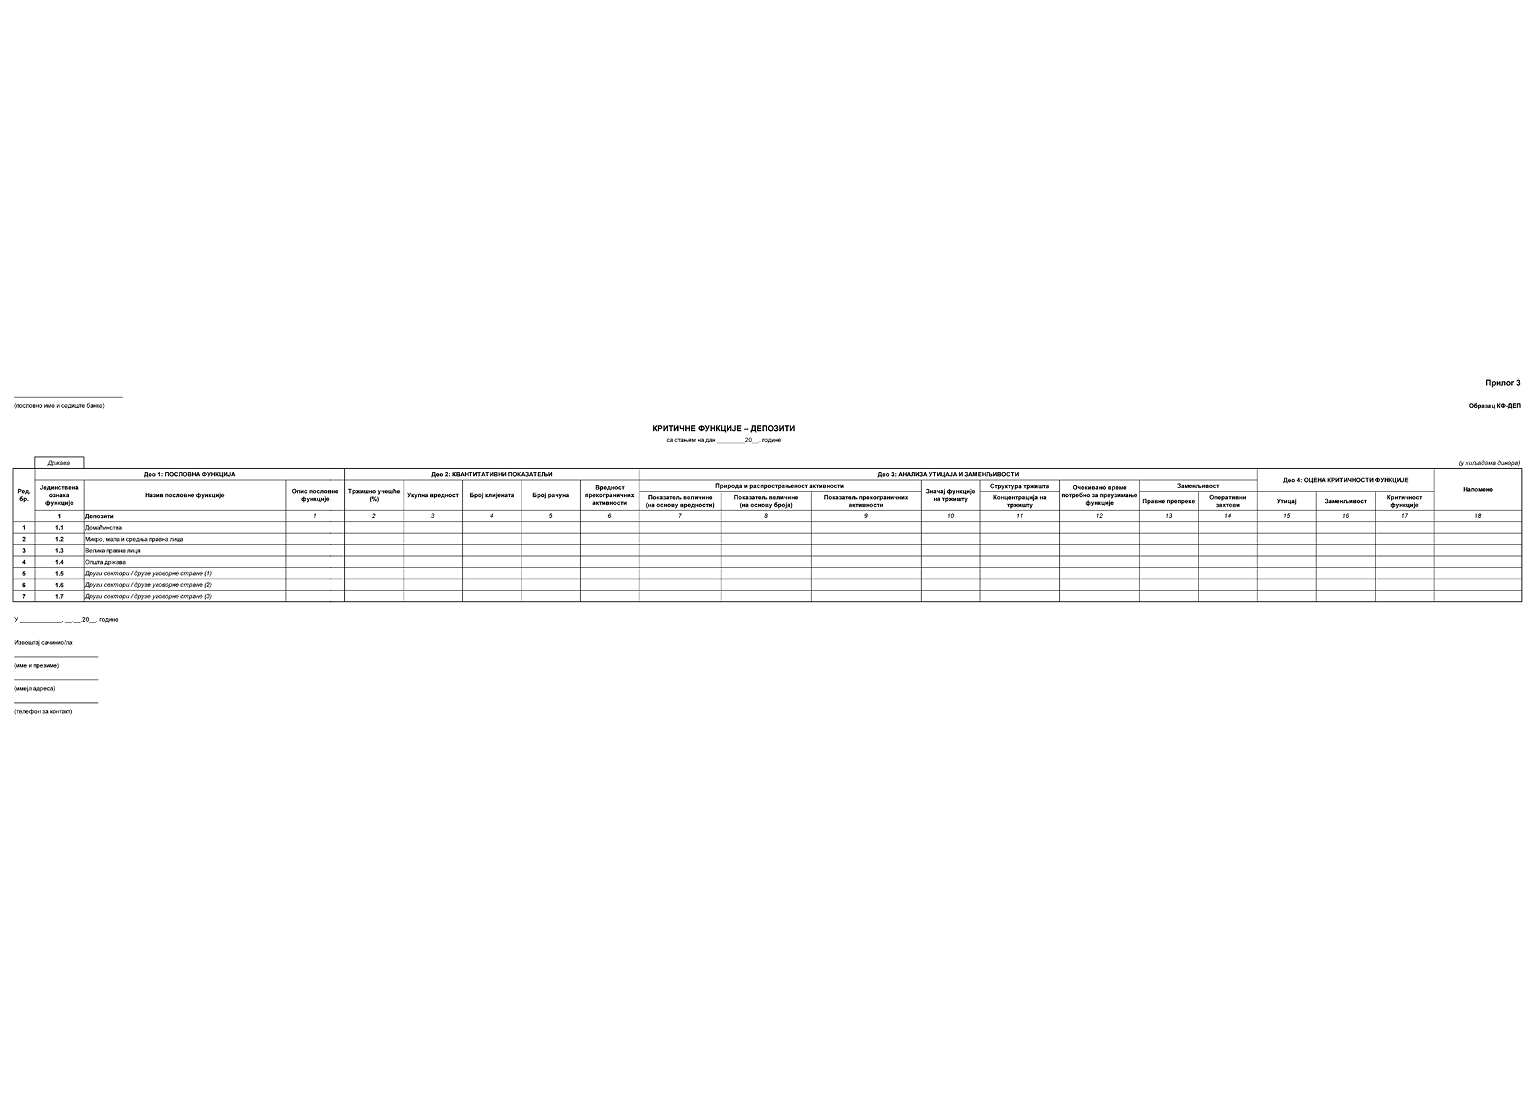 Прилог 3
(пословно име и седиште банке)
Образац КФ-ДЕП
КРИТИЧНЕ ФУНКЦИЈЕ – ДЕПОЗИТИ
са стањем на дан ________20__. године
Држава
(у хиљадама динара)
Ред. бр.
Део 1: ПОСЛОВНА ФУНКЦИЈА
Део 2: КВАНТИТАТИВНИ ПОКАЗАТЕЉИ
Део 3: АНАЛИЗА УТИЦАЈА И ЗАМЕНЉИВОСТИ
Део 4: ОЦЕНА КРИТИЧНОСТИ ФУНКЦИЈЕ
Напомене
Јединствена ознака функције
Назив пословне функције
Опис пословне функције
Тржишно учешће (%)
Укупна вредност
Број клијената
Број рачуна
Вредност прекограничних активности
Природа и распрострањеност активности
Показатељ величине (на основу вредности)
Показатељ величине (на основу броја)
Показатељ прекограничних активности
Значај функције на тржишту
Структура тржишта
Концентрација на тржишту
Очекивано време потребно за преузимање функције
Заменљивост
Правне препреке
Оперативни захтеви
Утицај
Заменљивост
Критичност функције
1 Депозити 1 2 3 4 5 6 7 8 9 10 11 12 13 14 15 16 17 18
1 1.1 Домаћинства
2 1.2 Микро, мала и средња правна лица
3 1.3 Велика правна лица
4 1.4 Општа држава
5 1.5 Други сектори / друге уговорне стране (1)
6 1.6 Други сектори / друге уговорне стране (2)
7 1.7 Други сектори / друге уговорне стране (3)
У ____________, __.__.20__. године
Извештај сачинио/ла:
(име и презиме)
(имејл адреса)
(телефон за контакт)